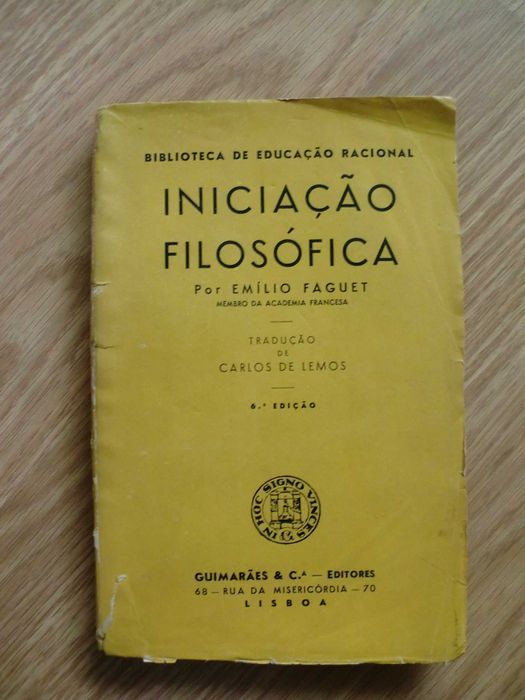 BIBLIOTECA DE EDUCAÇÃO RACIONAL
INICIAÇÃO
FILOSÓFICA
Por EMÍLIO FAGUET
MEMBRO DA ACADEMIA FRANCESA
TRADUÇÃO
DE
CARLOS DE LEMOS
6.ª EDIÇÃO
IN HOC SIGNO VINCES
GUIMARÃES & C.ᴬ — EDITORES
68 — RUA DA MISERICÓRDIA — 70
LISBOA